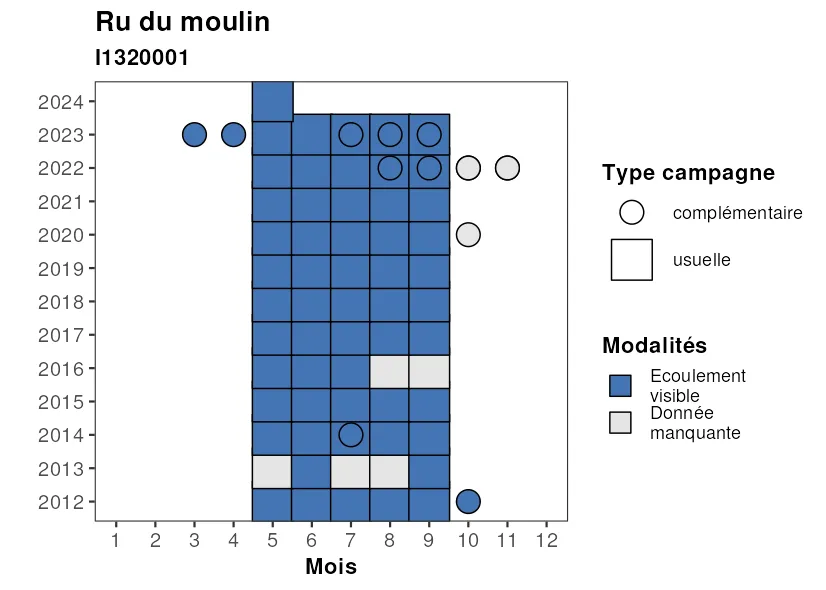 Ru du moulin
I1320001
2024
2023
2022
2021
2020
2019
2018
2017
2016
2015
2014
2013
2012
1 2 3 4 5 6 7 8 9 10 11 12
Mois
Type campagne
complémentaire
usuelle
Modalités
Ecoulement
visible
Donnée
manquante